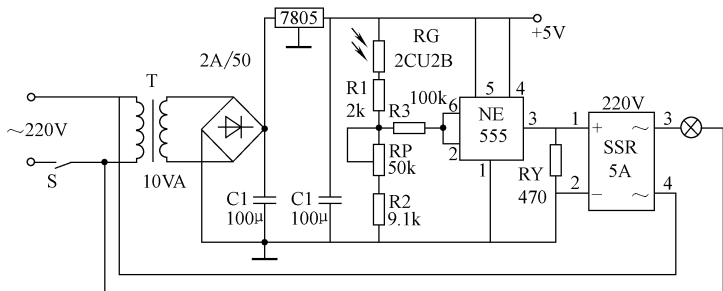 7805
+5V
RG
2CU2B
2A/50
T
R1
2k
R3
100k
5
4
6
NE
555
3
2
1
220V
1
3
+
~
SSR
5A
2
−
~
4
~220V
S
10VA
C1
100μ
C1
100μ
RP
50k
R2
9.1k
RY
470